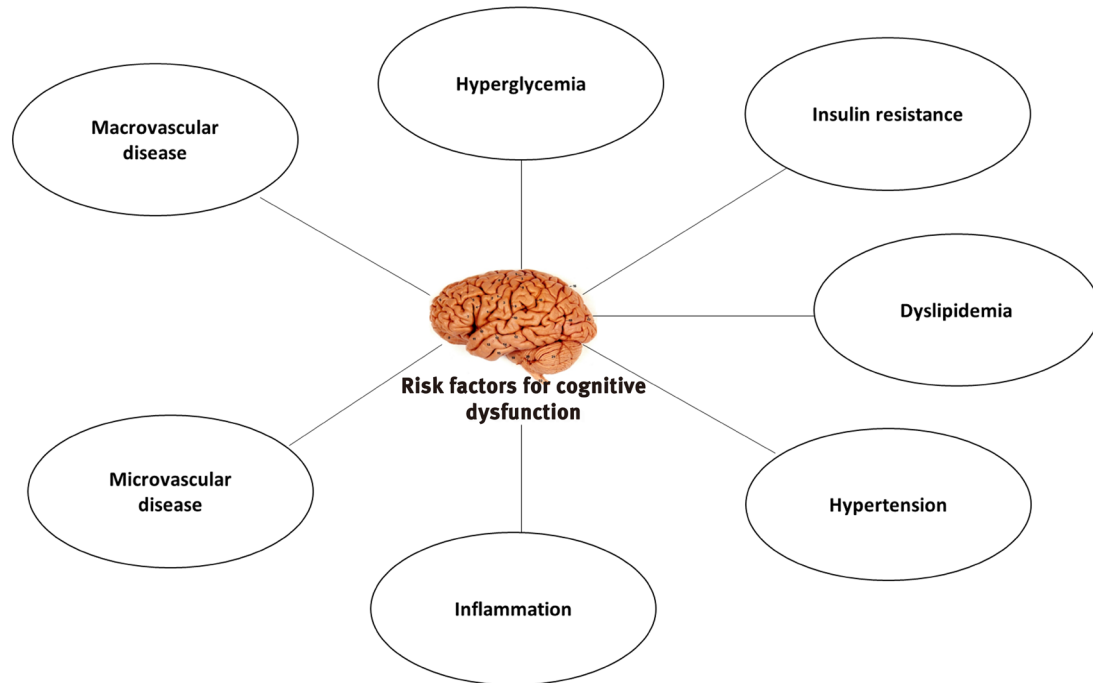 Hyperglycemia
Insulin resistance
Macrovascular
disease
Dyslipidemia
Risk factors for cognitive
dysfunction
Microvascular
disease
Hypertension
Inflammation